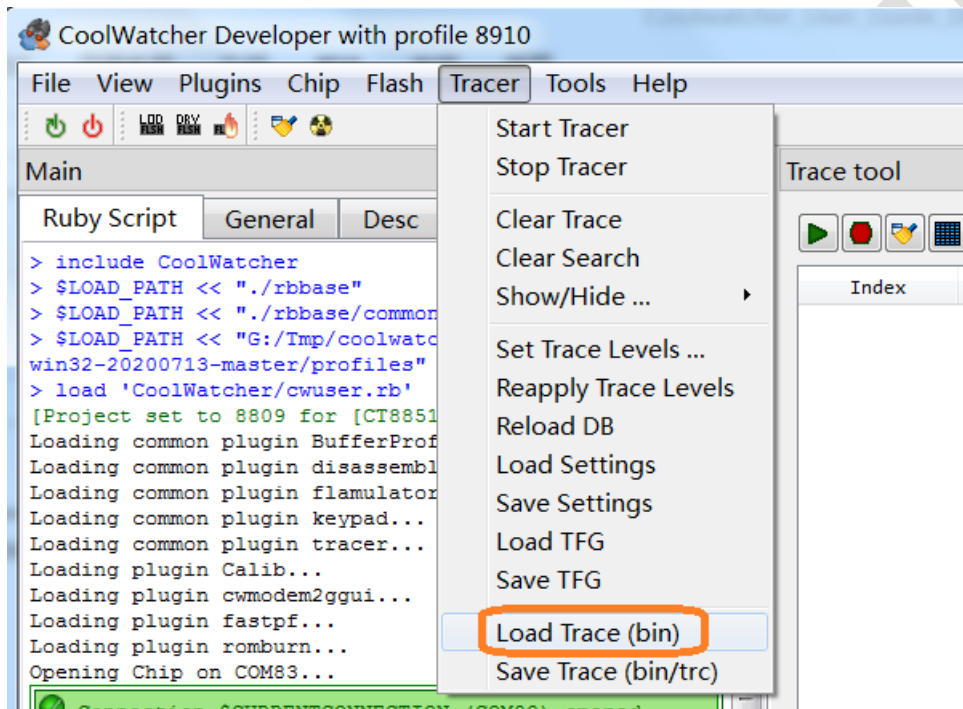 CoolWatcher Developer with profile 8910
File View Plugins Chip Flash Tracer Tools Help
LOD FLSH DRV FLSH FL
Main
Ruby Script General Desc
> include CoolWatcher
> $LOAD_PATH << "./rbbase"
> $LOAD_PATH << "./rbbase/common
> $LOAD_PATH << "G:/Tmp/coolwatc
win32-20200713-master/profiles"
> load 'CoolWatcher/cwuser.rb'
[Project set to 8809 for [CT8851
Loading common plugin BufferProf
Loading common plugin disassembl
Loading common plugin flamulator
Loading common plugin keypad...
Loading common plugin tracer...
Loading plugin Calib...
Loading plugin cwmodem2ggui...
Loading plugin fastpf...
Loading plugin romburn...
Opening Chip on COM83...
Start Tracer
Stop Tracer
Clear Trace
Clear Search
Show/Hide ...
Set Trace Levels ...
Reapply Trace Levels
Reload DB
Load Settings
Save Settings
Load TFG
Save TFG
Load Trace (bin)
Save Trace (bin/trc)
Trace tool
Index